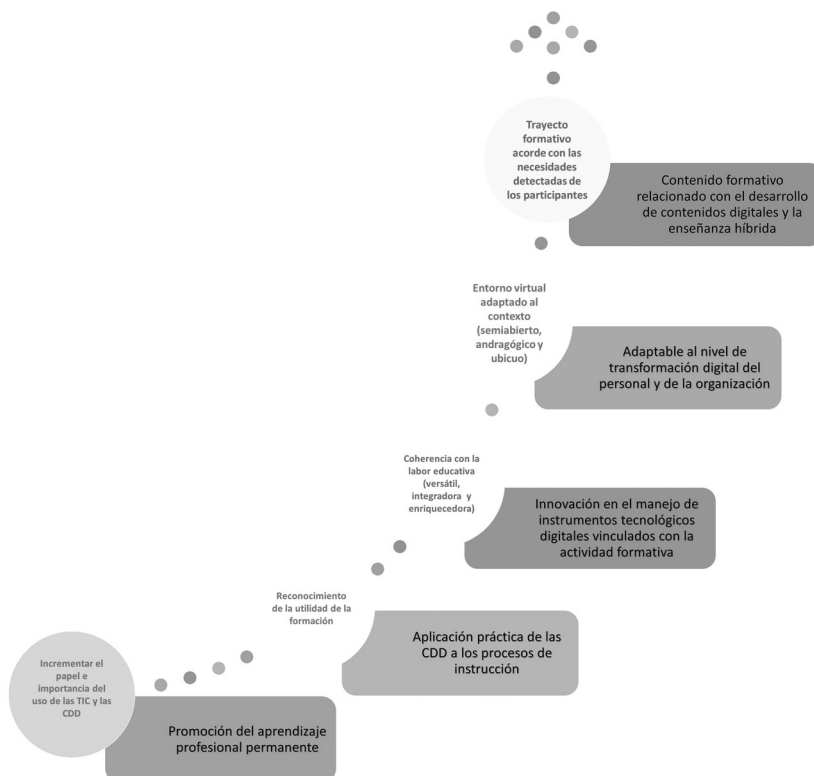 Trayecto
formativo
acorde con las
necesidades
detectadas de
los participantes
Contenido formativo
relacionado con el desarrollo
de contenidos digitales y la
enseñanza híbrida
Entorno virtual
adaptado al
contexto
(semiabierto,
andragógico y
ubicuo)
Adaptable al nivel de
transformación digital del
personal y de la organización
Coherencia con la
labor educativa
(versátil,
integradora y
enriquecedora)
Innovación en el manejo de
instrumentos tecnológicos
digitales vinculados con la
actividad formativa
Reconocimiento
de la utilidad de la
formación
Aplicación práctica de las
CDD a los procesos de
instrucción
Incrementar el
papel e
importancia del
uso de las TIC y las
CDD
Promoción del aprendizaje
profesional permanente